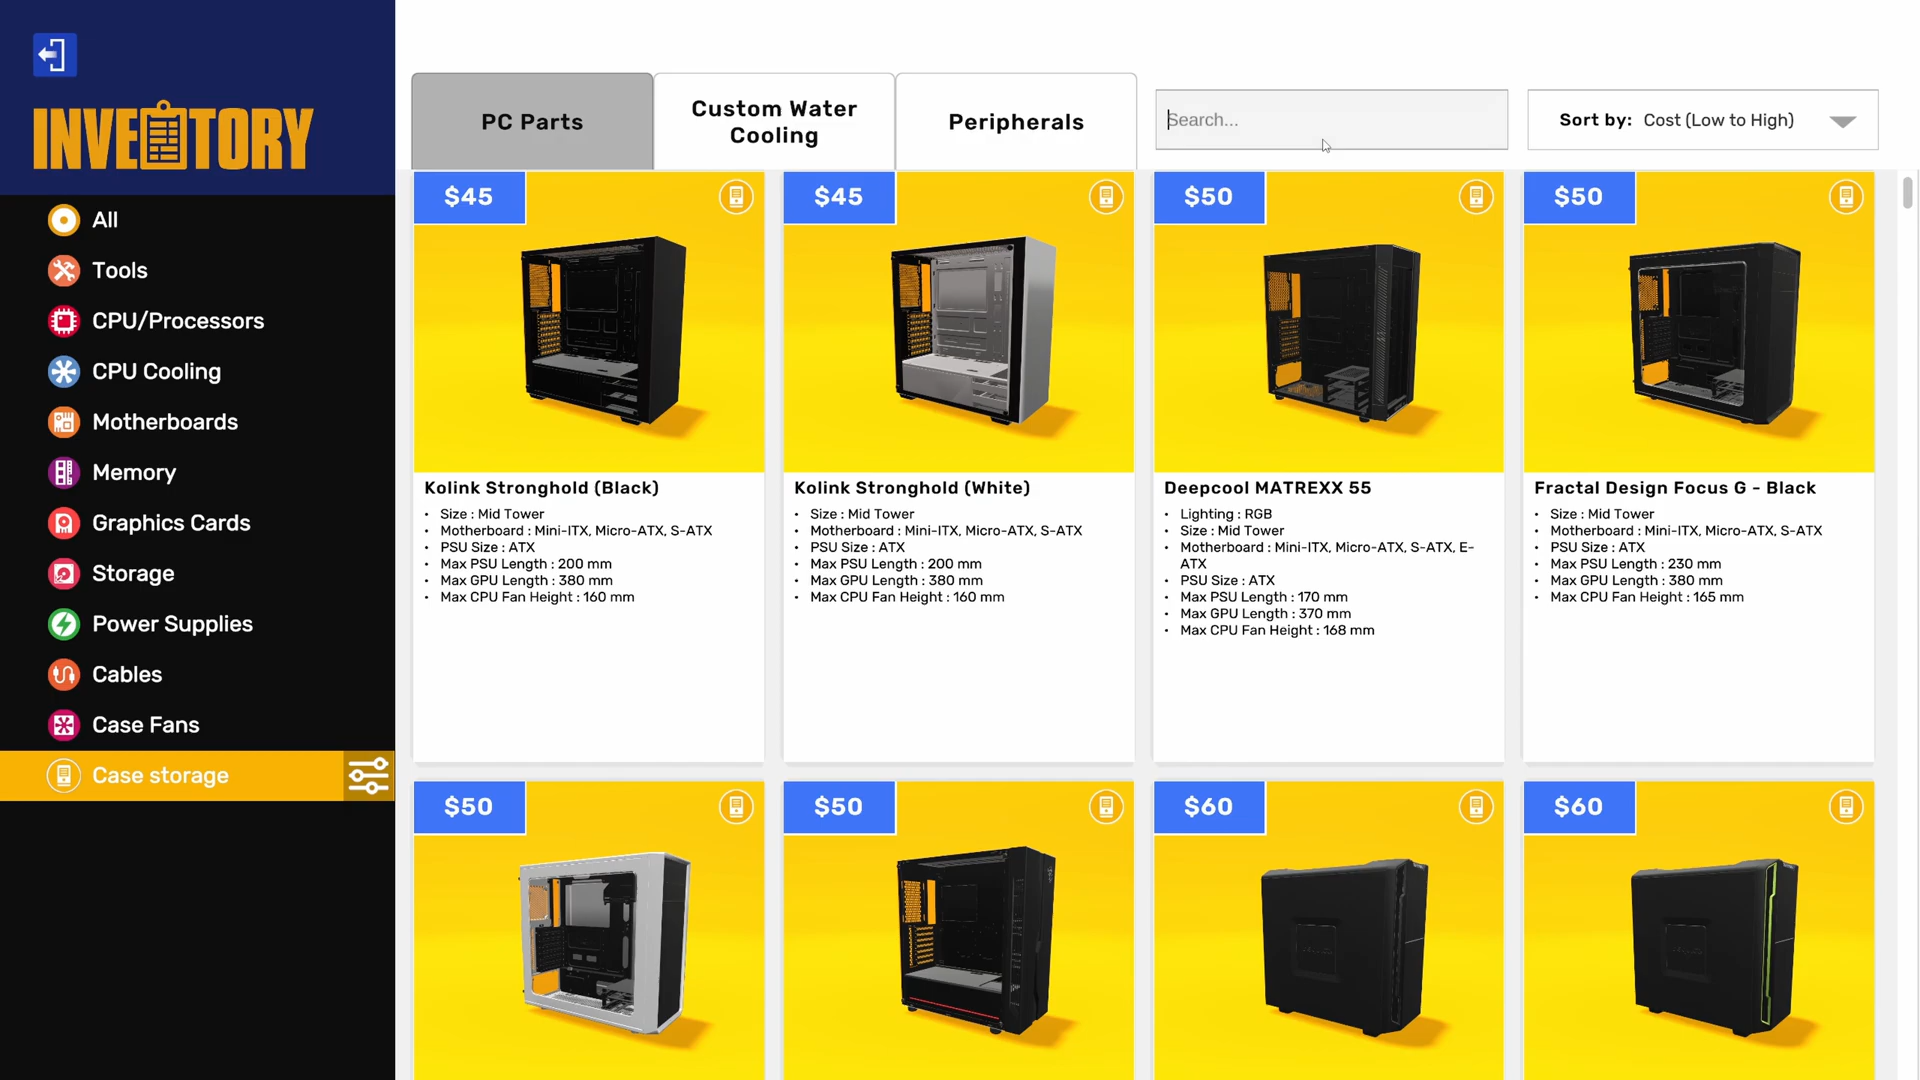 INVENTORY
All
Tools
CPU/Processors
CPU Cooling
Motherboards
Memory
Graphics Cards
Storage
Power Supplies
Cables
Case Fans
Case storage
PC Parts
Custom Water
Cooling
Peripherals
Search...
Sort by: Cost (Low to High)
$45
Kolink Stronghold (Black)
• Size : Mid Tower
• Motherboard : Mini-ITX, Micro-ATX, S-ATX
• PSU Size : ATX
• Max PSU Length : 200 mm
• Max GPU Length : 380 mm
• Max CPU Fan Height : 160 mm
$45
Kolink Stronghold (White)
• Size : Mid Tower
• Motherboard : Mini-ITX, Micro-ATX, S-ATX
• PSU Size : ATX
• Max PSU Length : 200 mm
• Max GPU Length : 380 mm
• Max CPU Fan Height : 160 mm
$50
Deepcool MATREXX 55
• Lighting : RGB
• Size : Mid Tower
• Motherboard : Mini-ITX, Micro-ATX, S-ATX, E-
ATX
• PSU Size : ATX
• Max PSU Length : 170 mm
• Max GPU Length : 370 mm
• Max CPU Fan Height : 168 mm
$50
Fractal Design Focus G - Black
• Size : Mid Tower
• Motherboard : Mini-ITX, Micro-ATX, S-ATX
• PSU Size : ATX
• Max PSU Length : 230 mm
• Max GPU Length : 380 mm
• Max CPU Fan Height : 165 mm
$50
$50
$60
$60